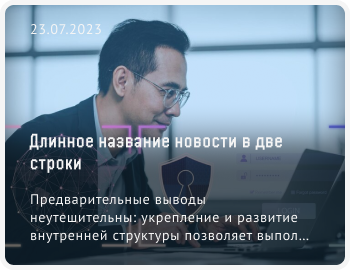 23.07.2023
Длинное название новости в две
строки
Предварительные выводы
неутешительны: укрепление и развитие
внутренней структуры позволяет выпол...